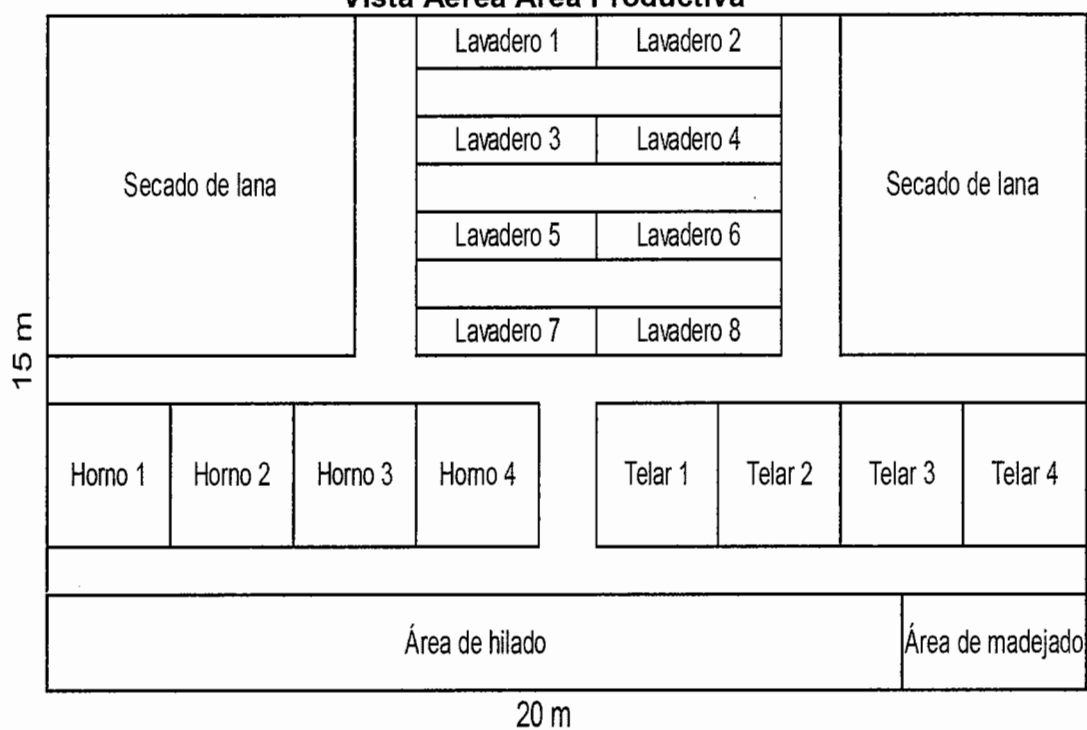 Vista Aérea Área Productiva
Lavadero 1
Lavadero 2
Lavadero 3
Lavadero 4
Secado de lana
Secado de lana
Lavadero 5
Lavadero 6
Lavadero 7
Lavadero 8
15 m
Horno 1
Horno 2
Horno 3
Horno 4
Telar 1
Telar 2
Telar 3
Telar 4
Área de hilado
Área de madejado
20 m